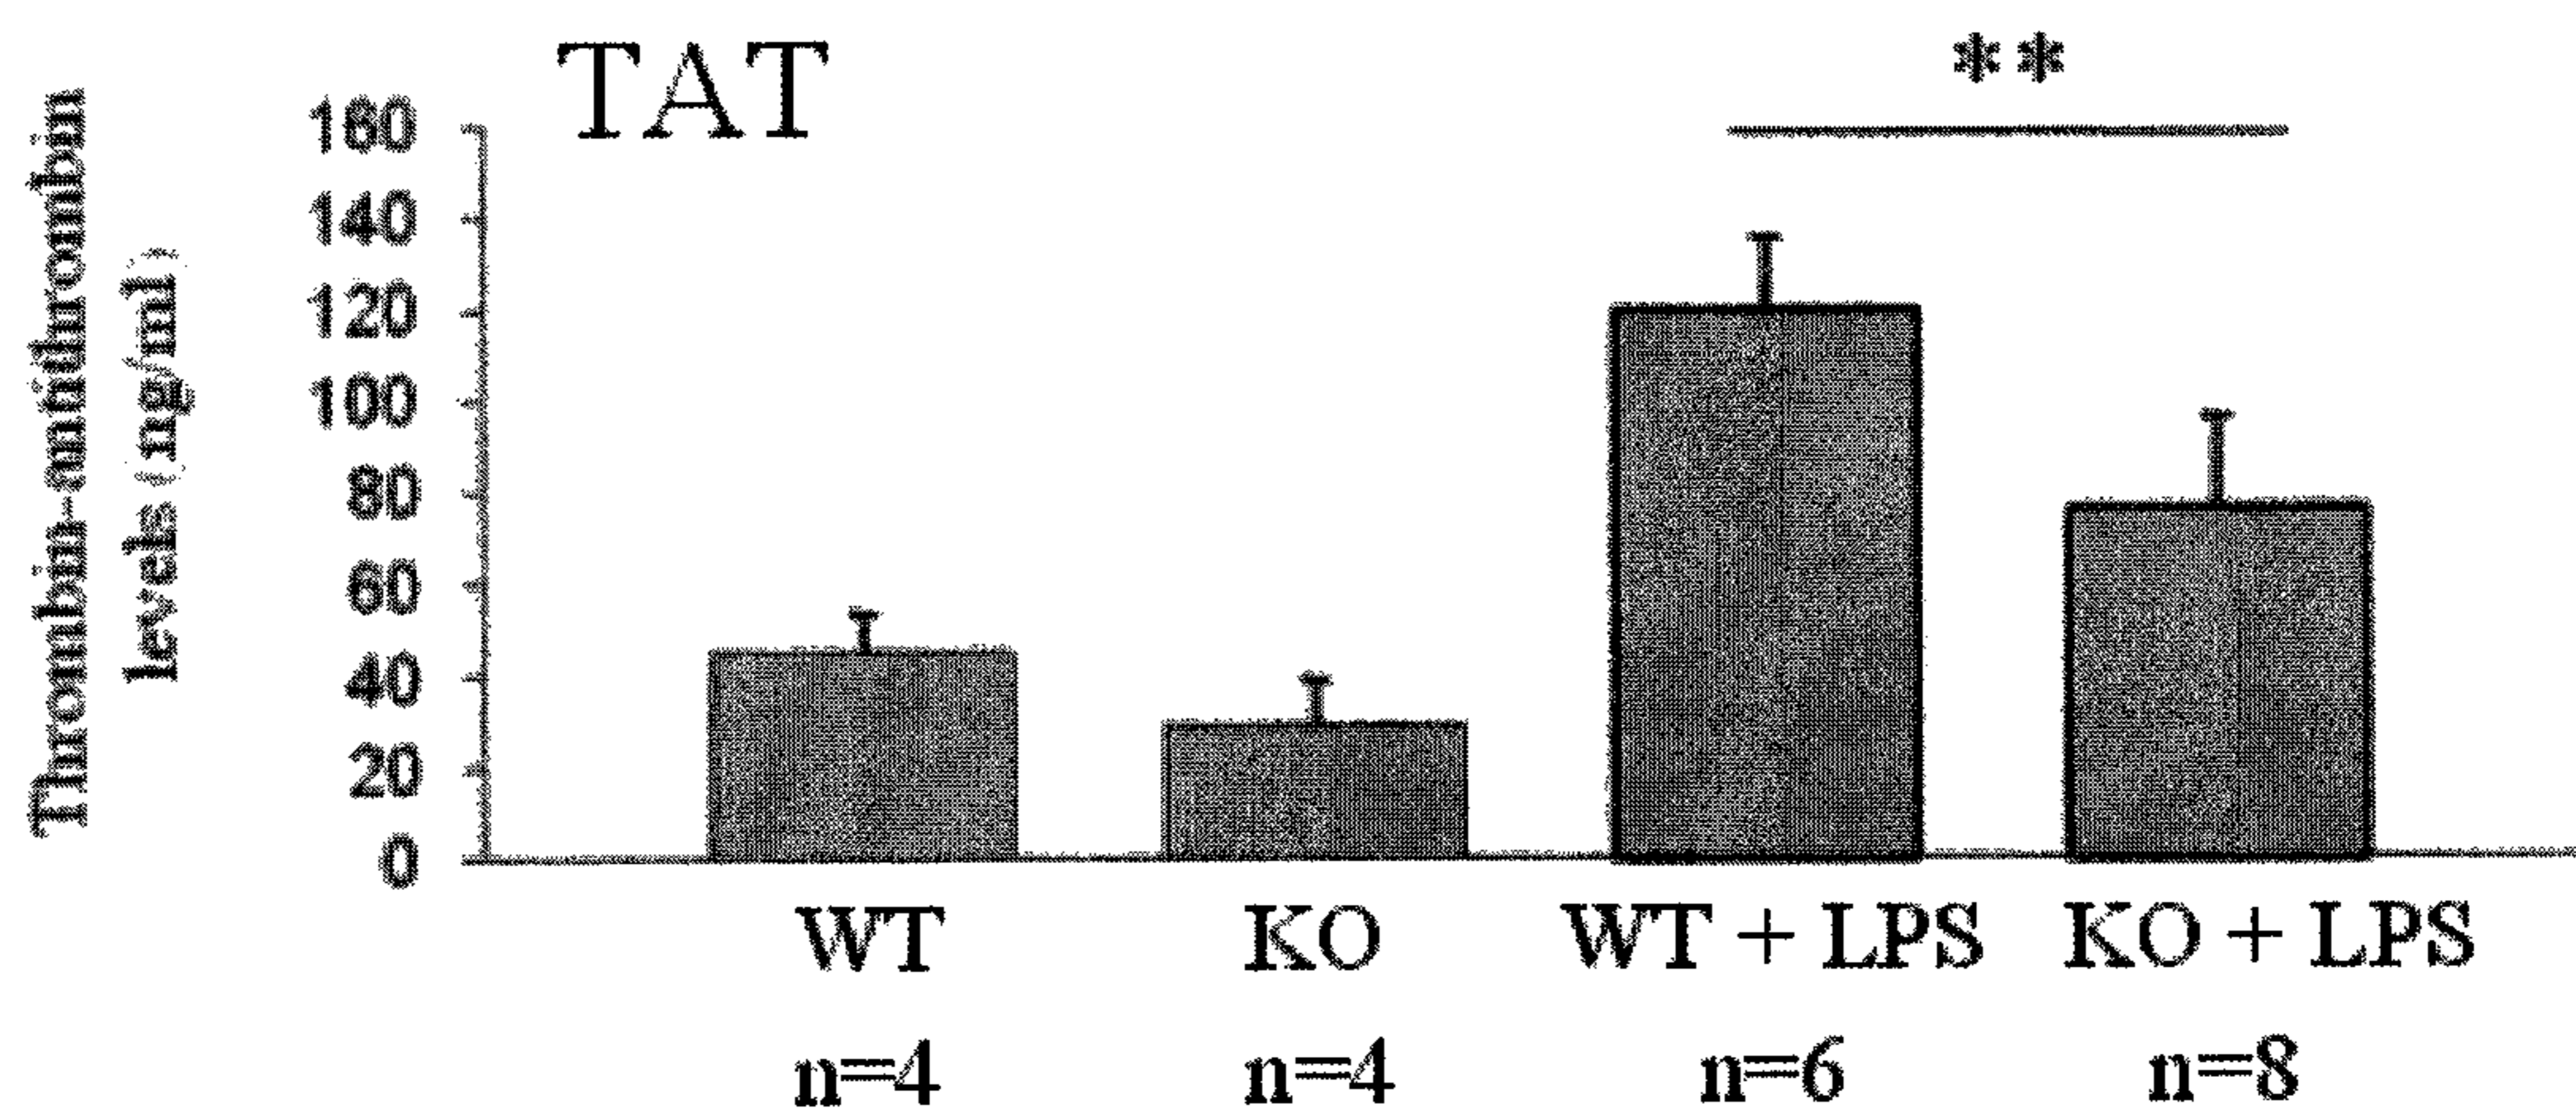 TAT
**
Thrombin-antithrombin
levels (ng/ml)
160
140
120
100
80
60
40
20
0
WT KO WT + LPS KO + LPS
n=4 n=4 n=6 n=8